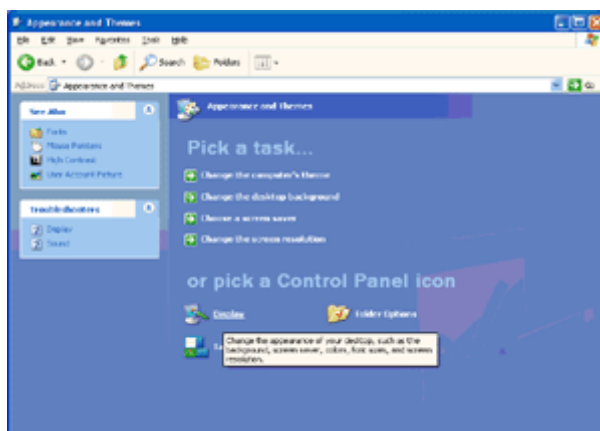 Appearance and Themes
File Edit View Favorites Tools Help
Back Search Folders
Address Appearance and Themes Go
See Also
Fonts
Mouse Pointers
High Contrast
User Account Picture
Troubleshooters
Display
Sound
Appearance and Themes
Pick a task...
Change the computer's theme
Change the desktop background
Choose a screen saver
Change the screen resolution
or pick a Control Panel icon
Display Folder Options
Change the appearance of your desktop, such as the
background, screen saver, colors, font sizes, and screen
resolution.